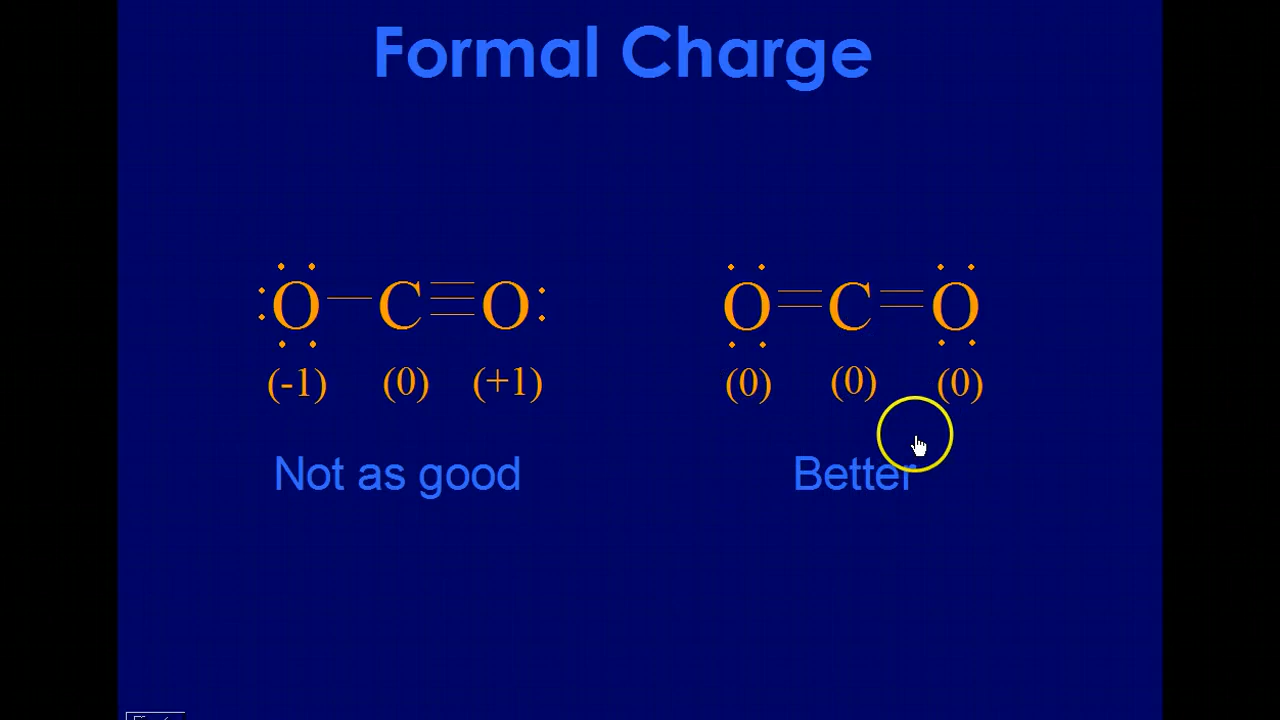 Formal Charge
O C O O C O
(-1) (0) (+1) (0) (0) (0)
Not as good Better